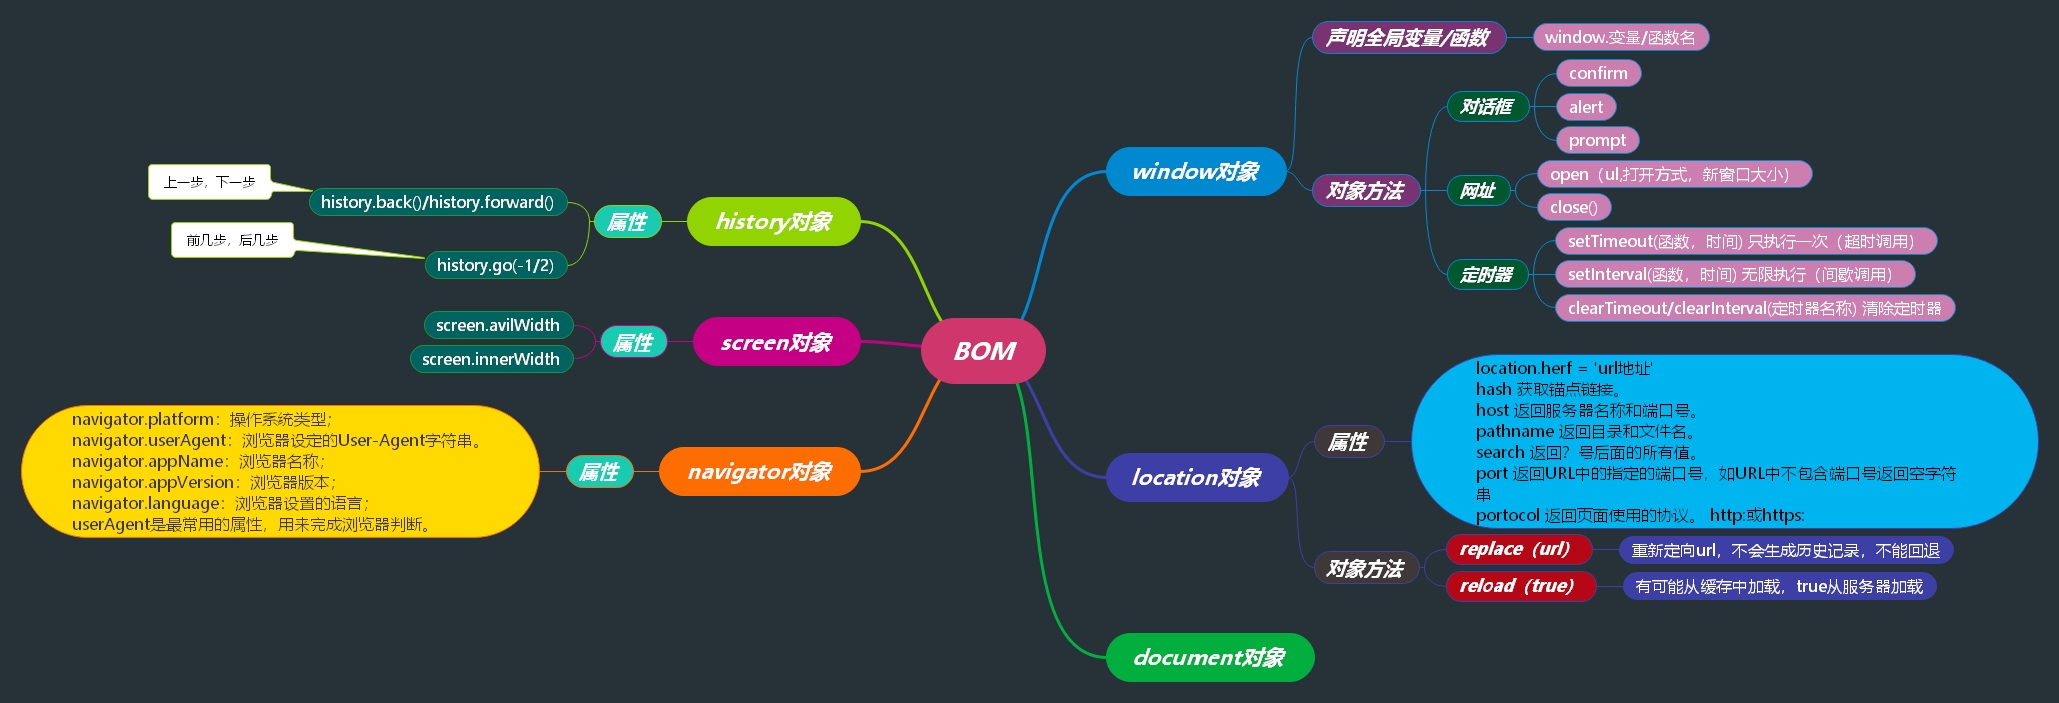 BOM
window对象
声明全局变量/函数
window.变量/函数名
对象方法
对话框
confirm
alert
prompt
网址
open（ul,打开方式，新窗口大小）
close()
定时器
setTimeout(函数，时间) 只执行一次（超时调用）
setInterval(函数，时间) 无限执行（间歇调用）
clearTimeout/clearInterval(定时器名称) 清除定时器
location对象
属性
location.herf = 'url地址'
hash 获取锚点链接。
host 返回服务器名称和端口号。
pathname 返回目录和文件名。
search 返回？号后面的所有值。
port 返回URL中的指定的端口号，如URL中不包含端口号返回空字符
串
portocol 返回页面使用的协议。 http:或https:
对象方法
replace（url）
重新定向url，不会生成历史记录，不能回退
reload（true）
有可能从缓存中加载，true从服务器加载
document对象
history对象
属性
history.back()/history.forward()
上一步，下一步
history.go(-1/2)
前几步，后几步
screen对象
属性
screen.avilWidth
screen.innerWidth
navigator对象
属性
navigator.platform：操作系统类型；
navigator.userAgent：浏览器设定的User-Agent字符串。
navigator.appName：浏览器名称；
navigator.appVersion：浏览器版本；
navigator.language：浏览器设置的语言；
userAgent是最常用的属性，用来完成浏览器判断。